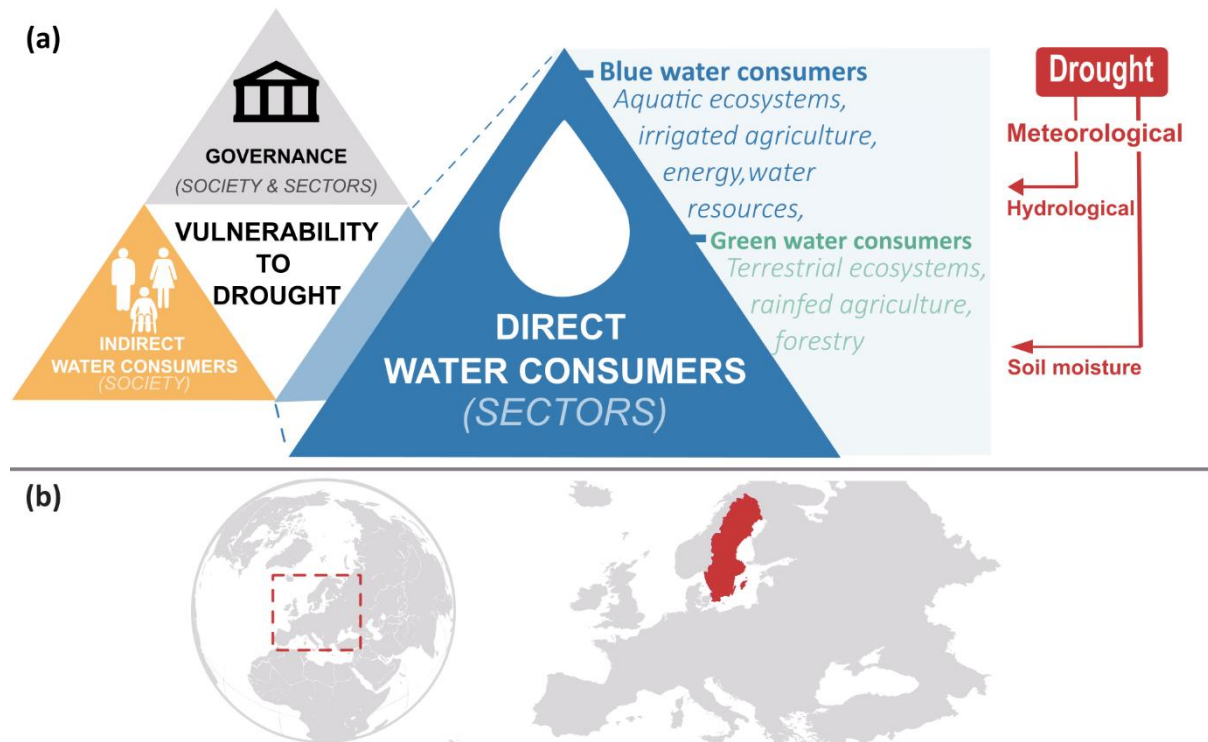 (a)
GOVERNANCE
(SOCIETY & SECTORS)
VULNERABILITY
TO
DROUGHT
INDIRECT
WATER CONSUMERS
(SOCIETY)
DIRECT
WATER CONSUMERS
(SECTORS)
Blue water consumers
Aquatic ecosystems,
irrigated agriculture,
energy,water
resources,
Green water consumers
Terrestrial ecosystems,
rainfed agriculture,
forestry
Drought
Meteorological
Hydrological
Soil moisture
(b)